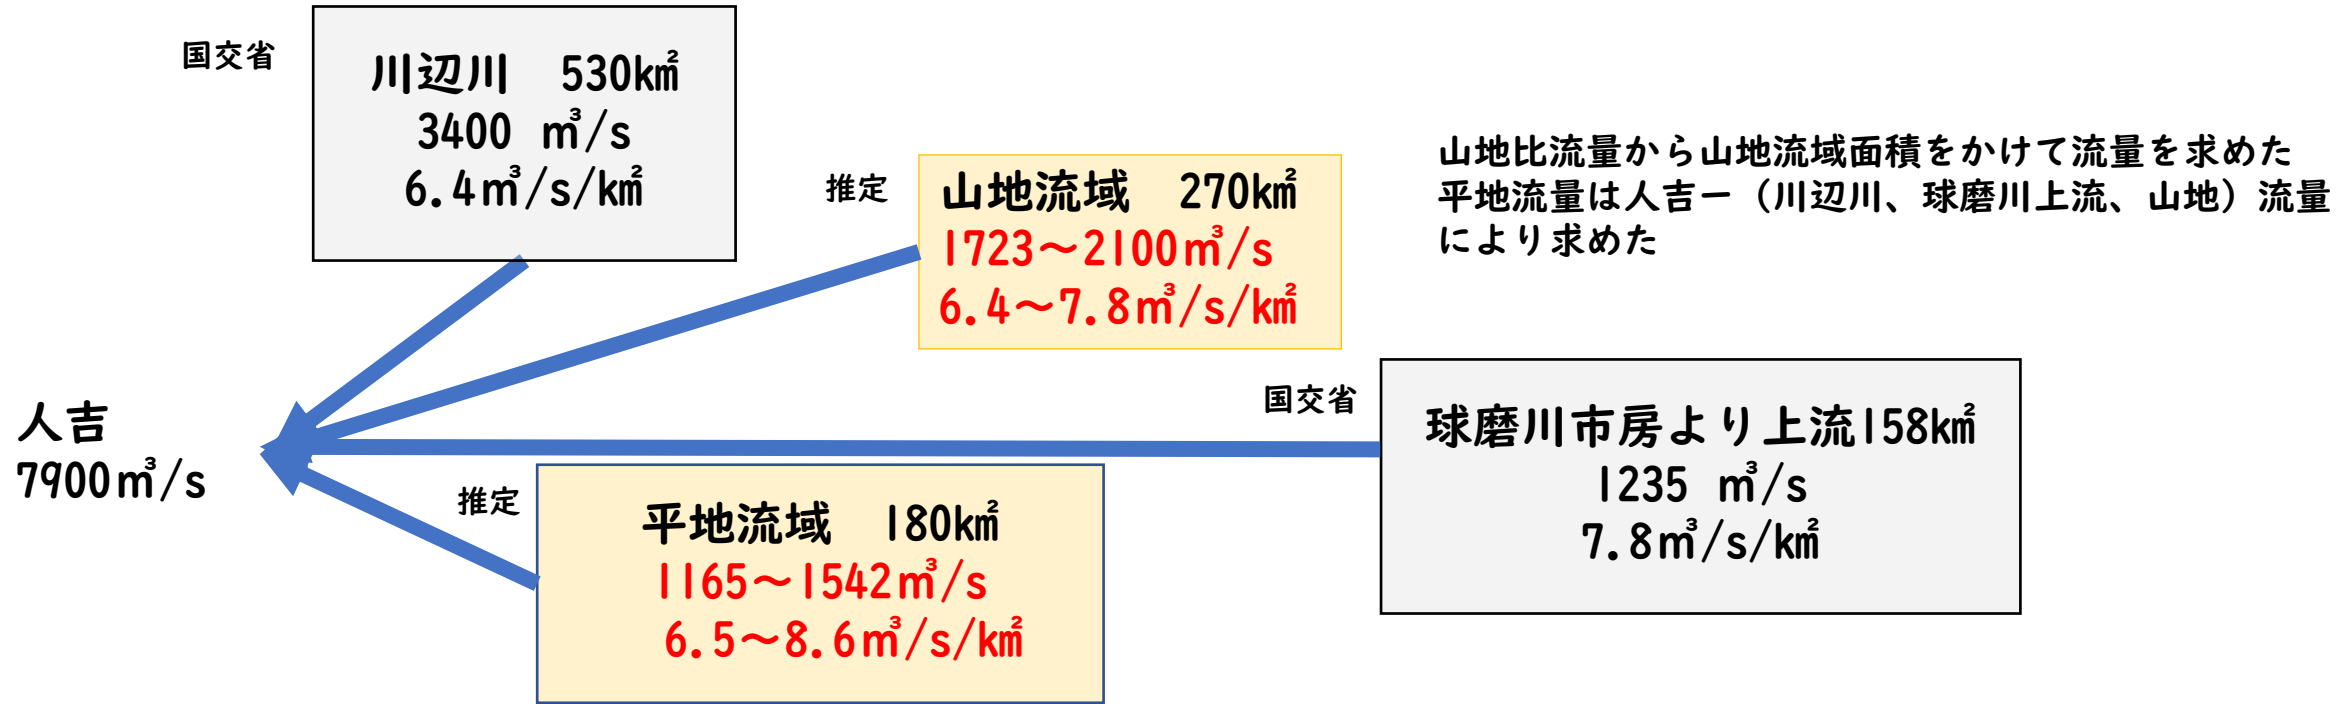 国交省
川辺川　530k㎡
3400 ㎥/s
6.4㎥/s/k㎡
推定
山地流域　270k㎡
1723～2100㎥/s
6.4～7.8㎥/s/k㎡
山地比流量から山地流域面積をかけて流量を求めた
平地流量は人吉ー（川辺川、球磨川上流、山地）流量
により求めた
人吉
7900㎥/s
国交省
球磨川市房より上流158k㎡
1235 ㎥/s
7.8㎥/s/k㎡
推定
平地流域　180k㎡
1165～1542㎥/s
6.5～8.6㎥/s/k㎡